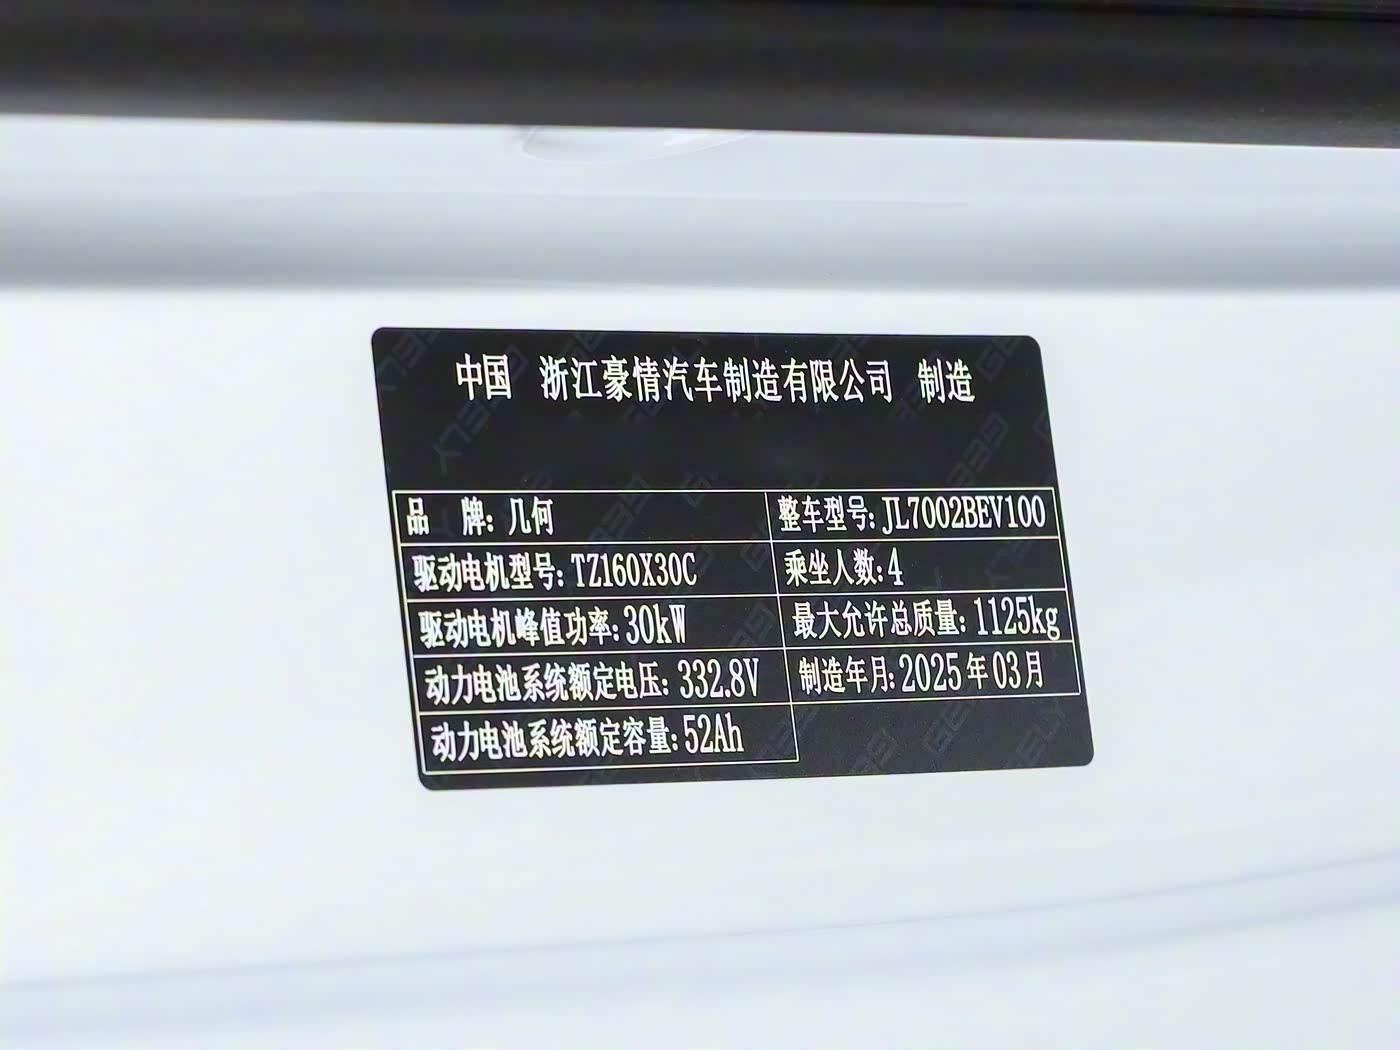 中国 浙江豪情汽车制造有限公司 制造
品 牌: 几何 整车型号: JL7002BEV100
驱动电机型号: TZ160X30C 乘坐人数: 4
驱动电机峰值功率: 30kW 最大允许总质量: 1125kg
动力电池系统额定电压: 332.8V 制造年月: 2025年03月
动力电池系统额定容量: 52Ah